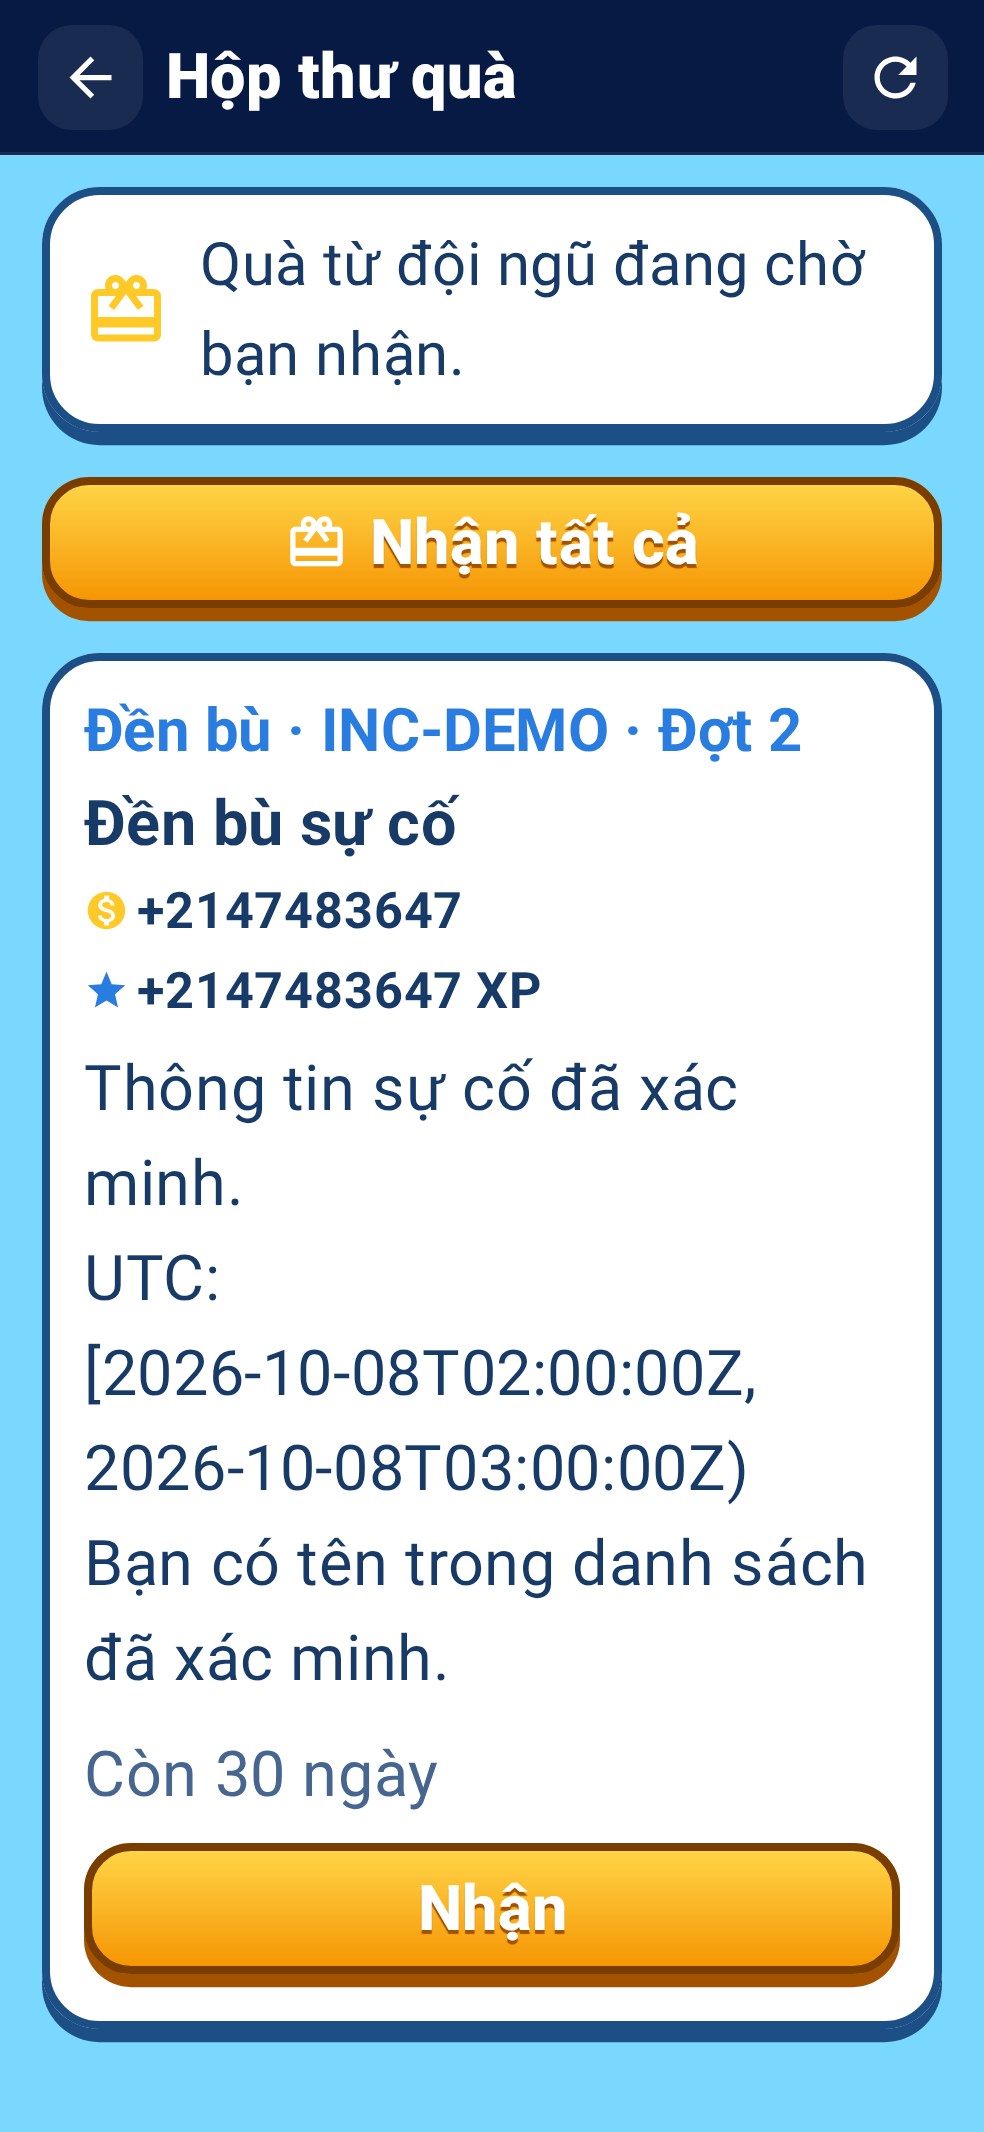 Hộp thư quà
Quà từ đội ngũ đang chờ
bạn nhận.
Nhận tất cả
Đền bù · INC-DEMO · Đợt 2
Đền bù sự cố
+2147483647
+2147483647 XP
Thông tin sự cố đã xác
minh.
UTC:
[2026-10-08T02:00:00Z,
2026-10-08T03:00:00Z)
Bạn có tên trong danh sách
đã xác minh.
Còn 30 ngày
Nhận